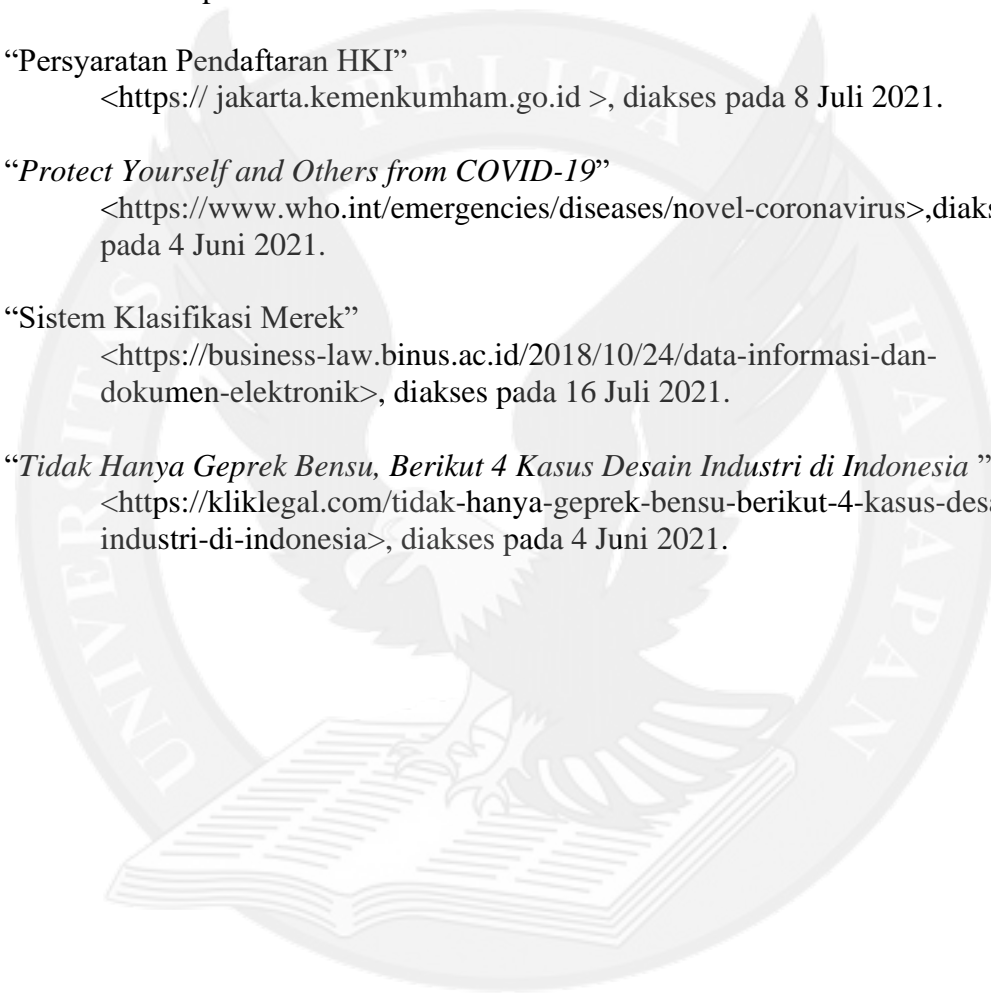 “Persyaratan Pendaftaran HKI”
<https:// jakarta.kemenkumham.go.id >, diakses pada 8 Juli 2021.
“Protect Yourself and Others from COVID-19”
<https://www.who.int/emergencies/diseases/novel-coronavirus>,diaks
pada 4 Juni 2021.
“Sistem Klasifikasi Merek”
<https://business-law.binus.ac.id/2018/10/24/data-informasi-dan-
dokumen-elektronik>, diakses pada 16 Juli 2021.
“Tidak Hanya Geprek Bensu, Berikut 4 Kasus Desain Industri di Indonesia ”
<https://kliklegal.com/tidak-hanya-geprek-bensu-berikut-4-kasus-desa
industri-di-indonesia>, diakses pada 4 Juni 2021.
UNIVERSITAS PELITA HARAPAN